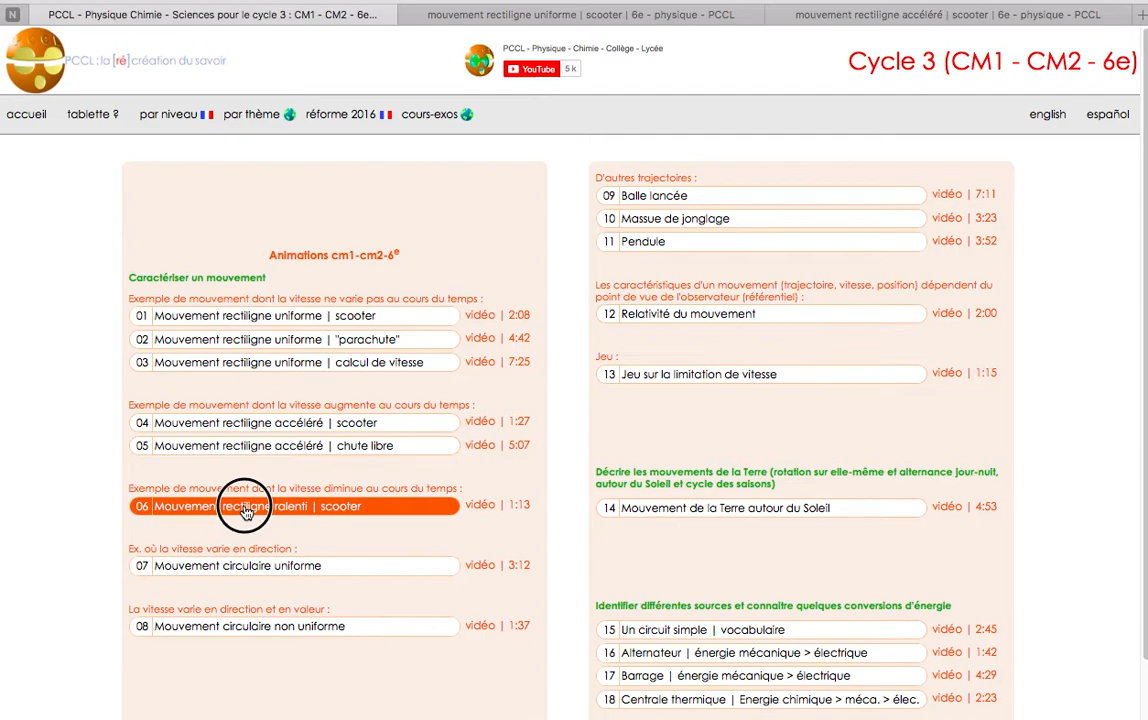 PCCL - Physique Chimie - Sciences pour le cycle 3 : CM1 - CM2 - 6e...
mouvement rectiligne uniforme | scooter | 6e - physique - PCCL
mouvement rectiligne accéléré | scooter | 6e - physique - PCCL
N
PCCL : la [ré]création du savoir
PCCL - Physique - Chimie - Collège - Lycée
YouTube 5 k
Cycle 3 (CM1 - CM2 - 6e)
accueil tablette ? par niveau par thème réforme 2016 cours-exos english español
Animations cm1-cm2-6e
Caractériser un mouvement
Exemple de mouvement dont la vitesse ne varie pas au cours du temps :
01 Mouvement rectiligne uniforme | scooter vidéo | 2:08
02 Mouvement rectiligne uniforme | "parachute" vidéo | 4:42
03 Mouvement rectiligne uniforme | calcul de vitesse vidéo | 7:25
Exemple de mouvement dont la vitesse augmente au cours du temps :
04 Mouvement rectiligne accéléré | scooter vidéo | 1:27
05 Mouvement rectiligne accéléré | chute libre vidéo | 5:07
Exemple de mouvement dont la vitesse diminue au cours du temps :
06 Mouvement rectiligne ralenti | scooter vidéo | 1:13
Ex. où la vitesse varie en direction :
07 Mouvement circulaire uniforme vidéo | 3:12
La vitesse varie en direction et en valeur :
08 Mouvement circulaire non uniforme vidéo | 1:37
D'autres trajectoires :
09 Balle lancée vidéo | 7:11
10 Massue de jonglage vidéo | 3:23
11 Pendule vidéo | 3:52
Les caractéristiques d'un mouvement (trajectoire, vitesse, position) dépendent du
point de vue de l'observateur (référentiel) :
12 Relativité du mouvement vidéo | 2:00
Jeu :
13 Jeu sur la limitation de vitesse vidéo | 1:15
Décrire les mouvements de la Terre (rotation sur elle-même et alternance jour-nuit,
autour du Soleil et cycle des saisons)
14 Mouvement de la Terre autour du Soleil vidéo | 4:53
Identifier différentes sources et connaitre quelques conversions d'énergie
15 Un circuit simple | vocabulaire vidéo | 2:45
16 Alternateur | énergie mécanique > électrique vidéo | 1:42
17 Barrage | énergie mécanique > électrique vidéo | 4:29
18 Centrale thermique | Energie chimique > méca. > élec. vidéo | 2:23